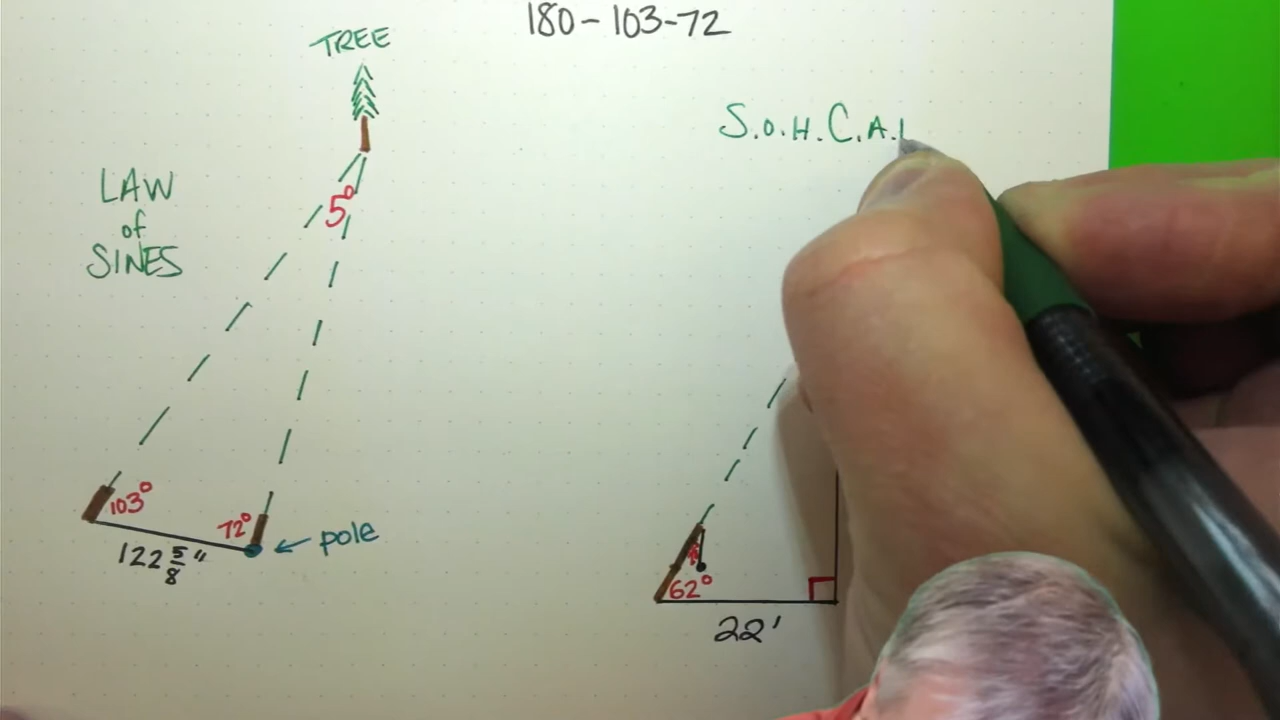 180-103-72
TREE
S.O.H.C.A.
LAW
of
SINES
5°
103°
72°
122 5/8"
pole
62°
22'